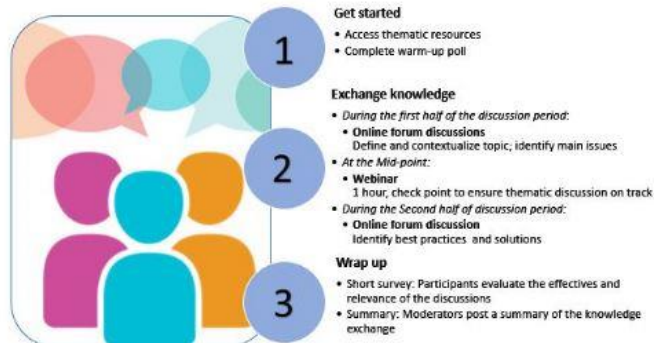 1
Get started
• Access thematic resources
• Complete warm-up poll
2
Exchange knowledge
• During the first half of the discussion period:
• Online forum discussions
Define and contextualize topic; identify main issues
• At the Mid-point:
• Webinar
1 hour, check point to ensure thematic discussion on track
• During the Second half of discussion period:
• Online forum discussion
Identify best practices and solutions
3
Wrap up
• Short survey: Participants evaluate the effectives and
relevance of the discussions
• Summary: Moderators post a summary of the knowledge
exchange